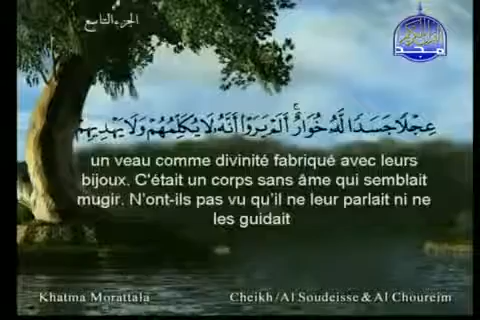 الجزء التاسع
المجد
عِجْلًا جَسَدًا لَّهُۥ خُوَارٌ ۚ أَلَمْ يَرَوْا۟ أَنَّهُۥ لَا يُكَلِّمُهُمْ وَلَا يَهْدِيهِمْ
un veau comme divinité fabriqué avec leurs
bijoux. C'était un corps sans âme qui semblait
mugir. N'ont-ils pas vu qu'il ne leur parlait ni ne
les guidait
Khatma Morattala
Cheikh/Al Soudeisse & Al Choureim